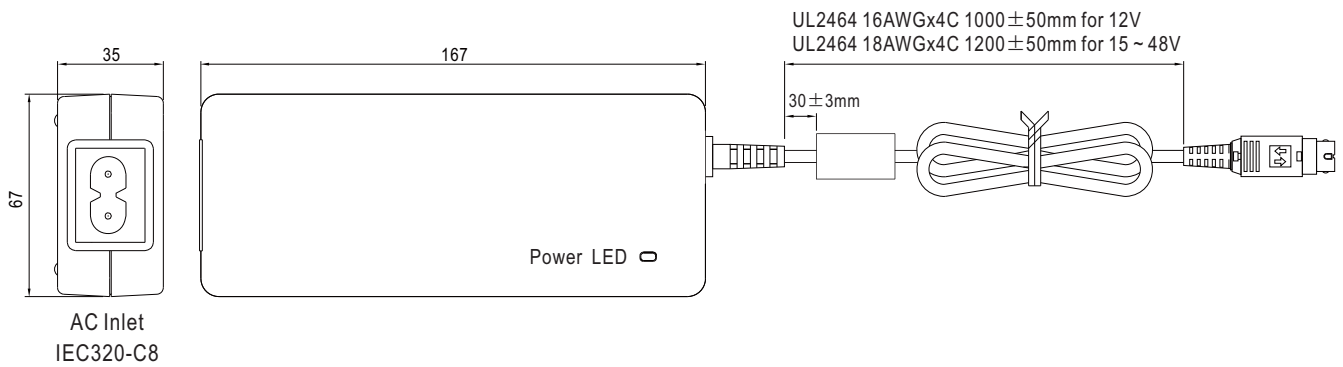 UL2464 16AWGx4C 1000±50mm for 12V
UL2464 18AWGx4C 1200±50mm for 15 ~ 48V
35
167
30±3mm
67
Power LED
AC Inlet
IEC320-C8